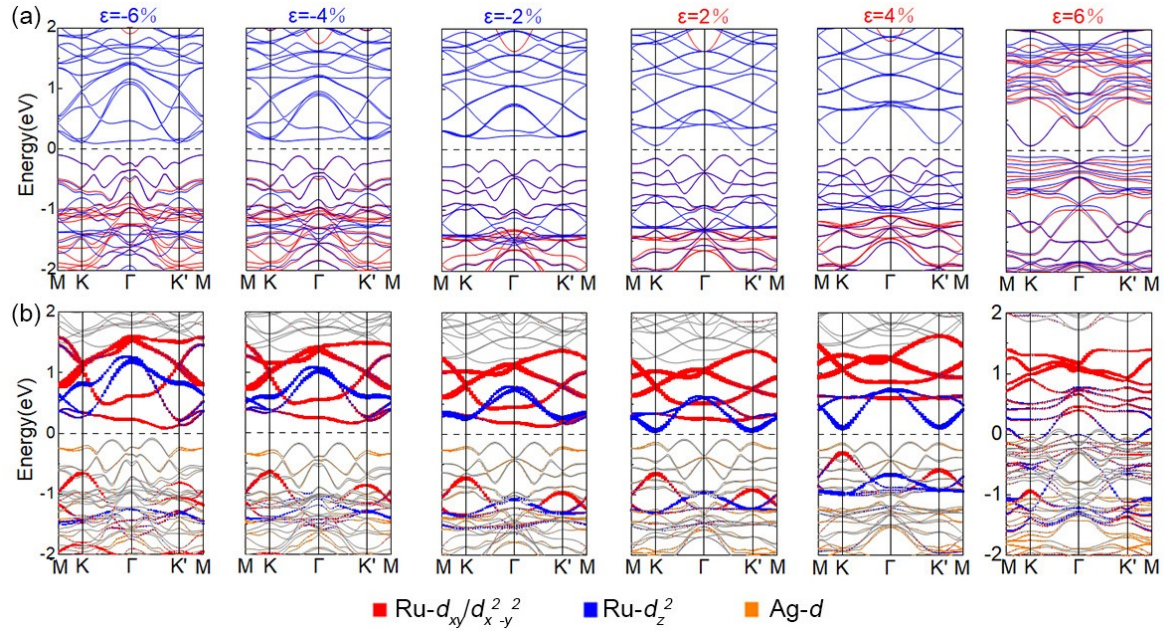 (a) ε=-6% ε=-4% ε=-2% ε=2% ε=4% ε=6%
Energy(eV)
2
1
0
-1
-2
M K Γ K' M M K Γ K' M M K Γ K' M M K Γ K' M M K Γ K' M M K Γ K' M
(b)
Energy(eV)
2 2
1 1
0 0
-1 -1
-2 -2
M K Γ K' M M K Γ K' M M K Γ K' M M K Γ K' M M K Γ K' M M K Γ K' M
Ru-dxy/dx²-y² Ru-dz² Ag-d